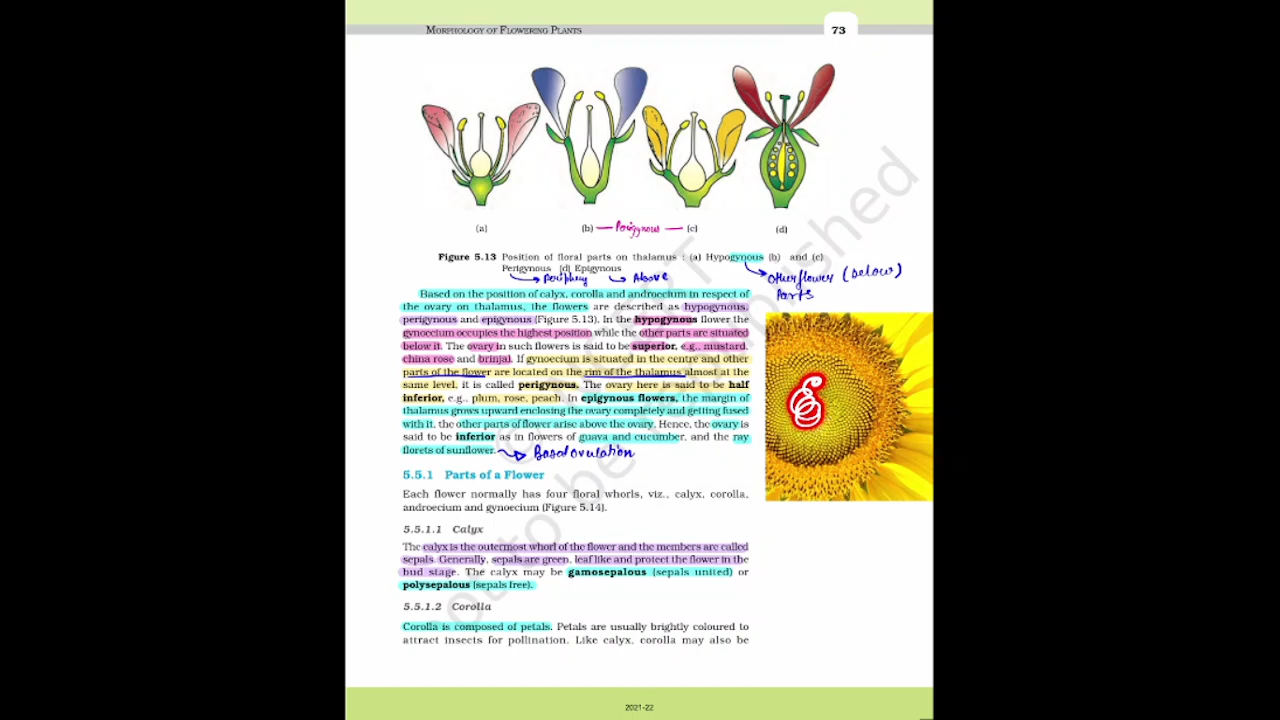 MORPHOLOGY OF FLOWERING PLANTS
73
(a)
(b) — Perigynous — (c)
(d)
Figure 5.13 Position of floral parts on thalamus : (a) Hypogynous (b) and (c)
Perigynous (d) Epigynous
Periphery
Above
Other flower (below)
Parts
Based on the position of calyx, corolla and androecium in respect of
the ovary on thalamus, the flowers are described as hypogynous,
perigynous and epigynous (Figure 5.13). In the hypogynous flower the
gynoecium occupies the highest position while the other parts are situated
below it. The ovary in such flowers is said to be superior, e.g., mustard,
china rose and brinjal. If gynoecium is situated in the centre and other
parts of the flower are located on the rim of the thalamus almost at the
same level, it is called perigynous. The ovary here is said to be half
inferior, e.g., plum, rose, peach. In epigynous flowers, the margin of
thalamus grows upward enclosing the ovary completely and getting fused
with it, the other parts of flower arise above the ovary. Hence, the ovary is
said to be inferior as in flowers of guava and cucumber, and the ray
florets of sunflower. Basal ovulation
5.5.1 Parts of a Flower
Each flower normally has four floral whorls, viz., calyx, corolla,
androecium and gynoecium (Figure 5.14).
5.5.1.1 Calyx
The calyx is the outermost whorl of the flower and the members are called
sepals. Generally, sepals are green, leaf like and protect the flower in the
bud stage. The calyx may be gamosepalous (sepals united) or
polysepalous (sepals free).
5.5.1.2 Corolla
Corolla is composed of petals. Petals are usually brightly coloured to
attract insects for pollination. Like calyx, corolla may also be
2021-22